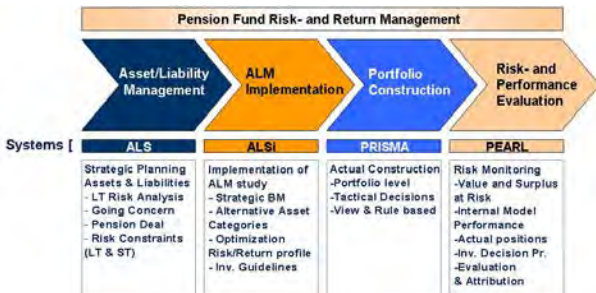 Pension Fund Risk- and Return Management
Asset/Liability
Management
ALM
Implementation
Portfolio
Construction
Risk- and
Performance
Evaluation
Systems [
ALS
ALSi
PRISMA
PEARL
Strategic Planning
Assets & Liabilities
- LT Risk Analysis
- Going Concern
- Pension Deal
- Risk Constraints
(LT & ST)
Implementation of
ALM study
- Strategic BM
- Alternative Asset
Categories
- Optimization
Risk/Return profile
- Inv. Guidelines
Actual Construction
-Portfolio level
-Tactical Decisions
-View & Rule based
Risk Monitoring
-Value and Surplus
at Risk
-Internal Model
Performance
-Actual positions
-Inv. Decision Pr.
-Evaluation
& Attribution